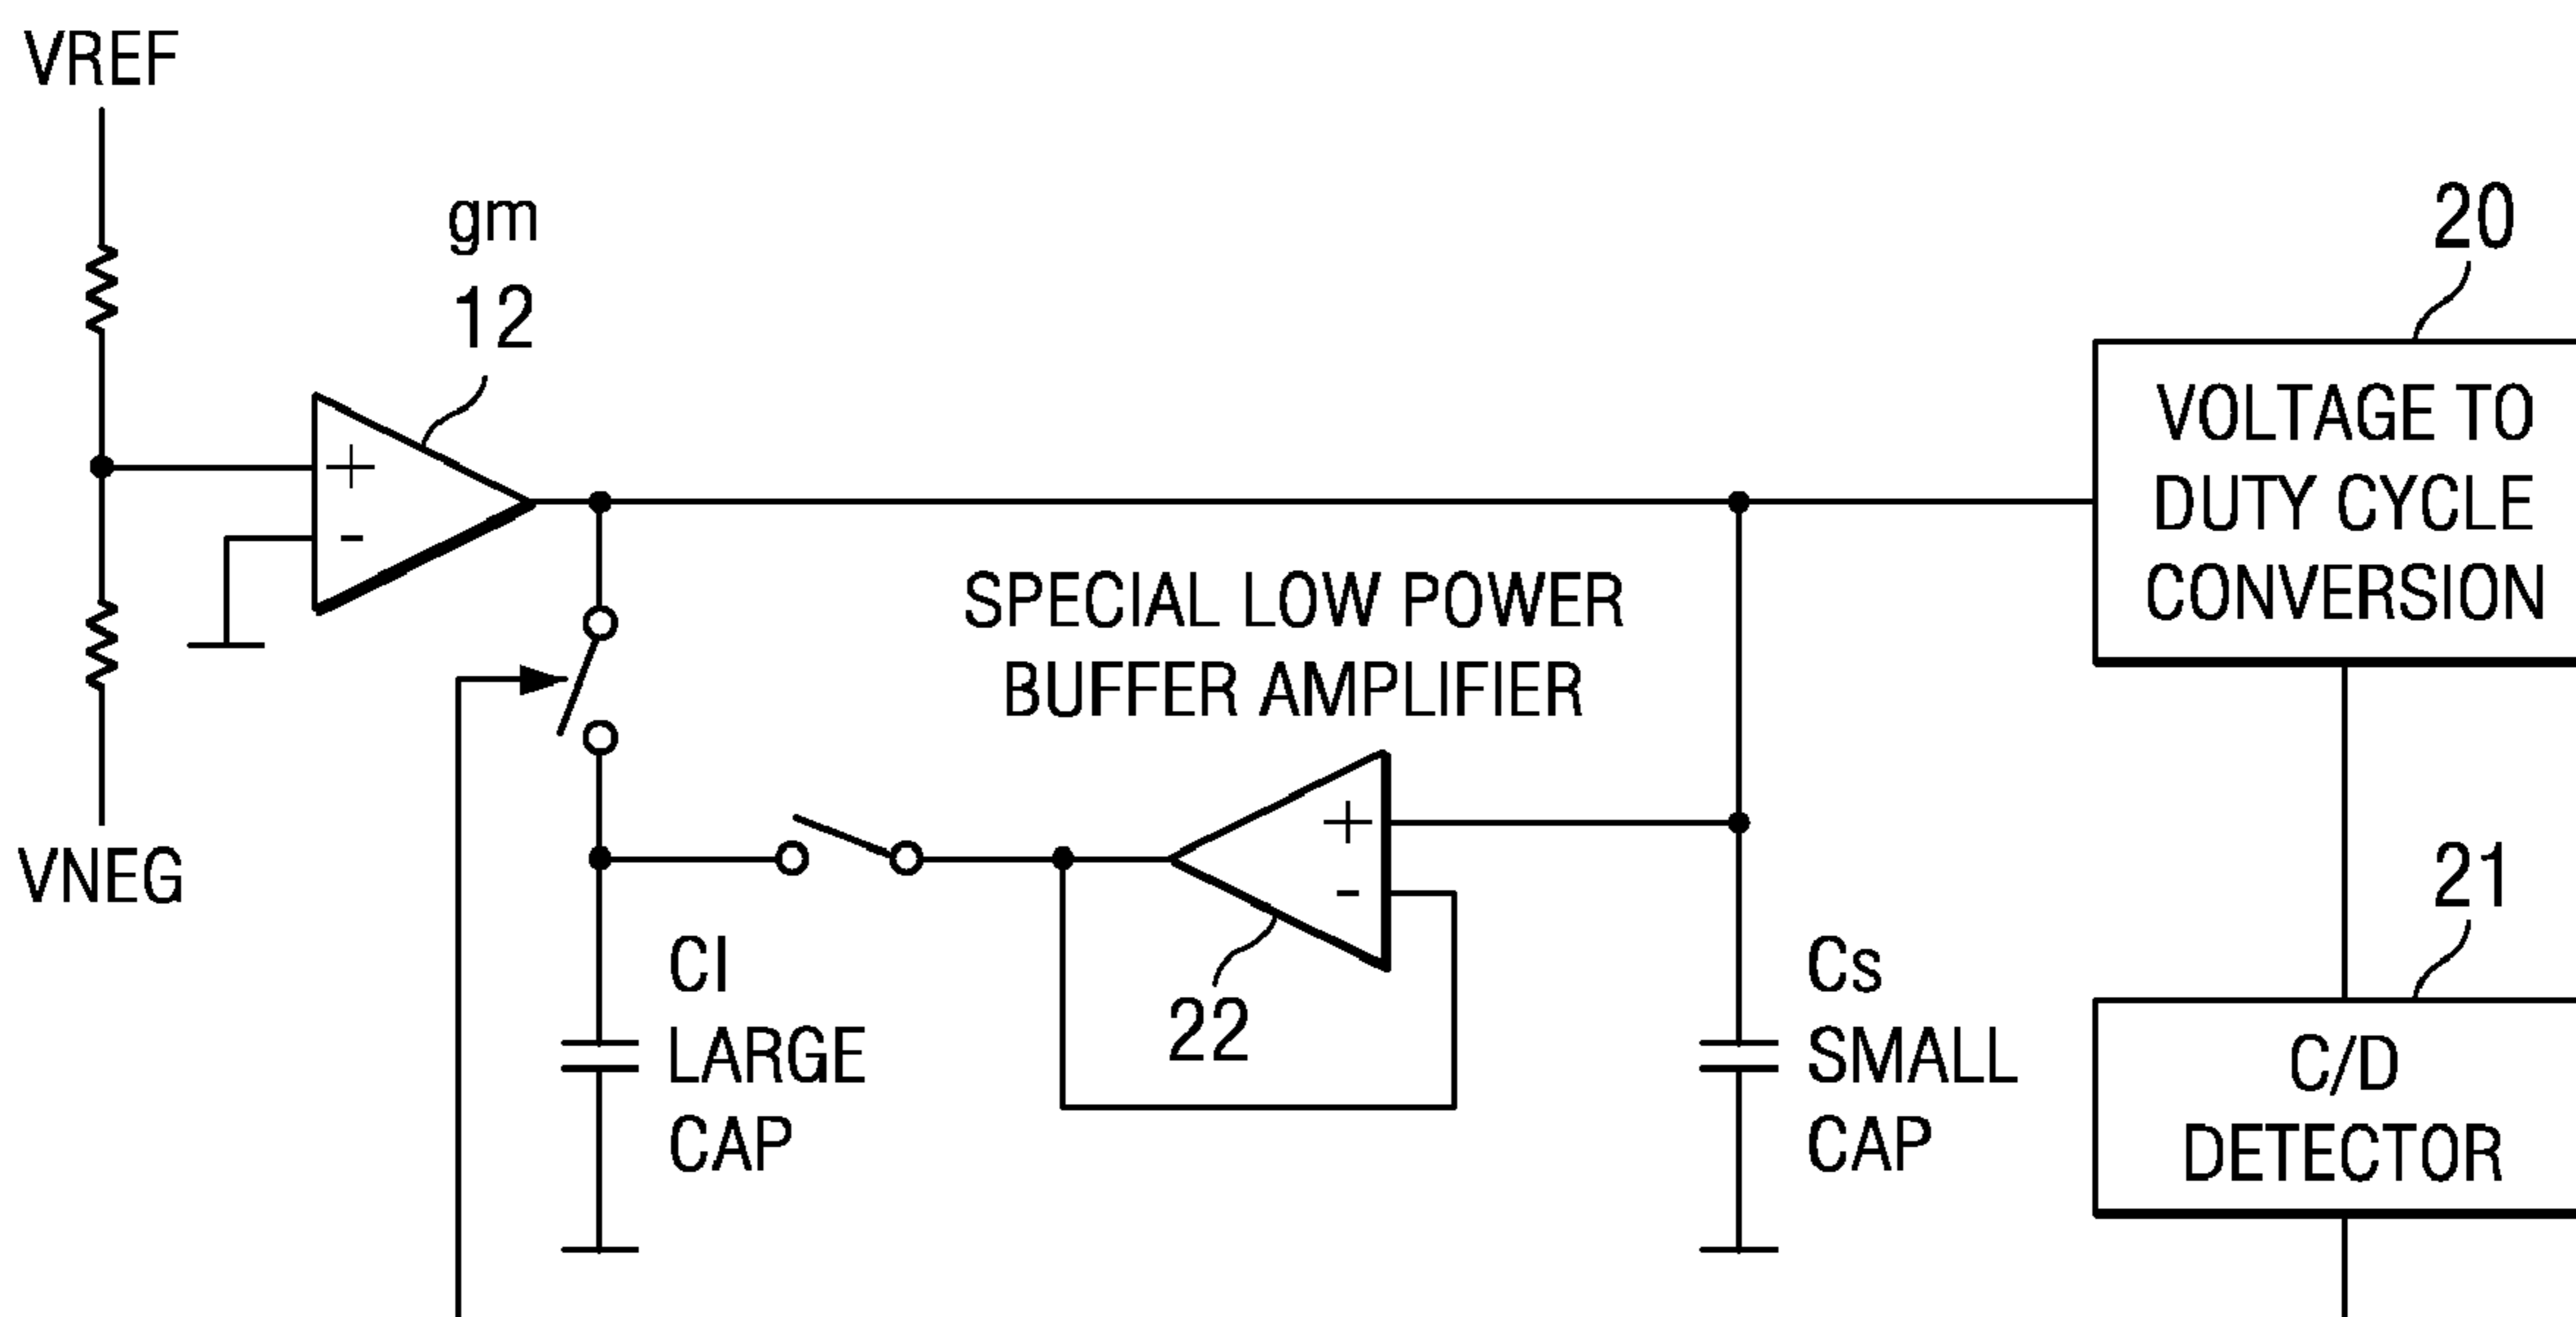 VREF
gm
12
20
+
-
VOLTAGE TO
DUTY CYCLE
CONVERSION
SPECIAL LOW POWER
BUFFER AMPLIFIER
VNEG
+
-
22
21
CI
LARGE
CAP
Cs
SMALL
CAP
C/D
DETECTOR